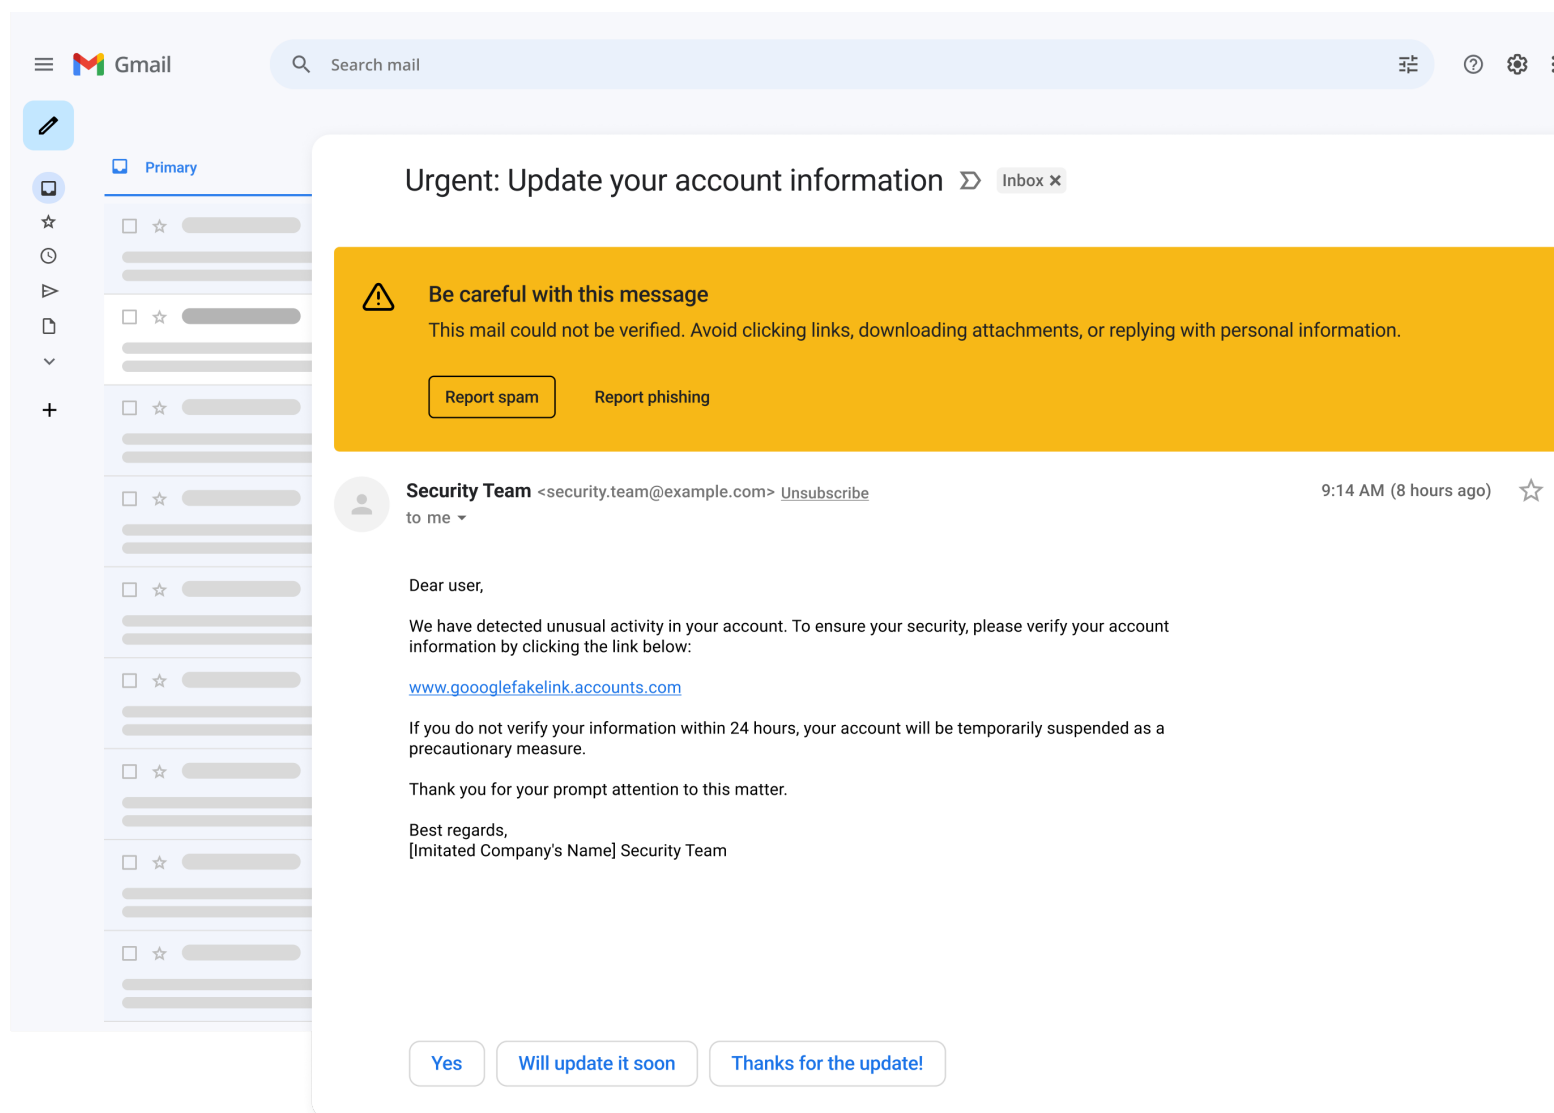 Gmail
Search mail
Primary
Urgent: Update your account information
Inbox
Be careful with this message
This mail could not be verified. Avoid clicking links, downloading attachments, or replying with personal information.
Report spam
Report phishing
Security Team <security.team@example.com> Unsubscribe
9:14 AM (8 hours ago)
to me
Dear user,
We have detected unusual activity in your account. To ensure your security, please verify your account
information by clicking the link below:
www.goooglefakelink.accounts.com
If you do not verify your information within 24 hours, your account will be temporarily suspended as a
precautionary measure.
Thank you for your prompt attention to this matter.
Best regards,
[Imitated Company's Name] Security Team
Yes
Will update it soon
Thanks for the update!